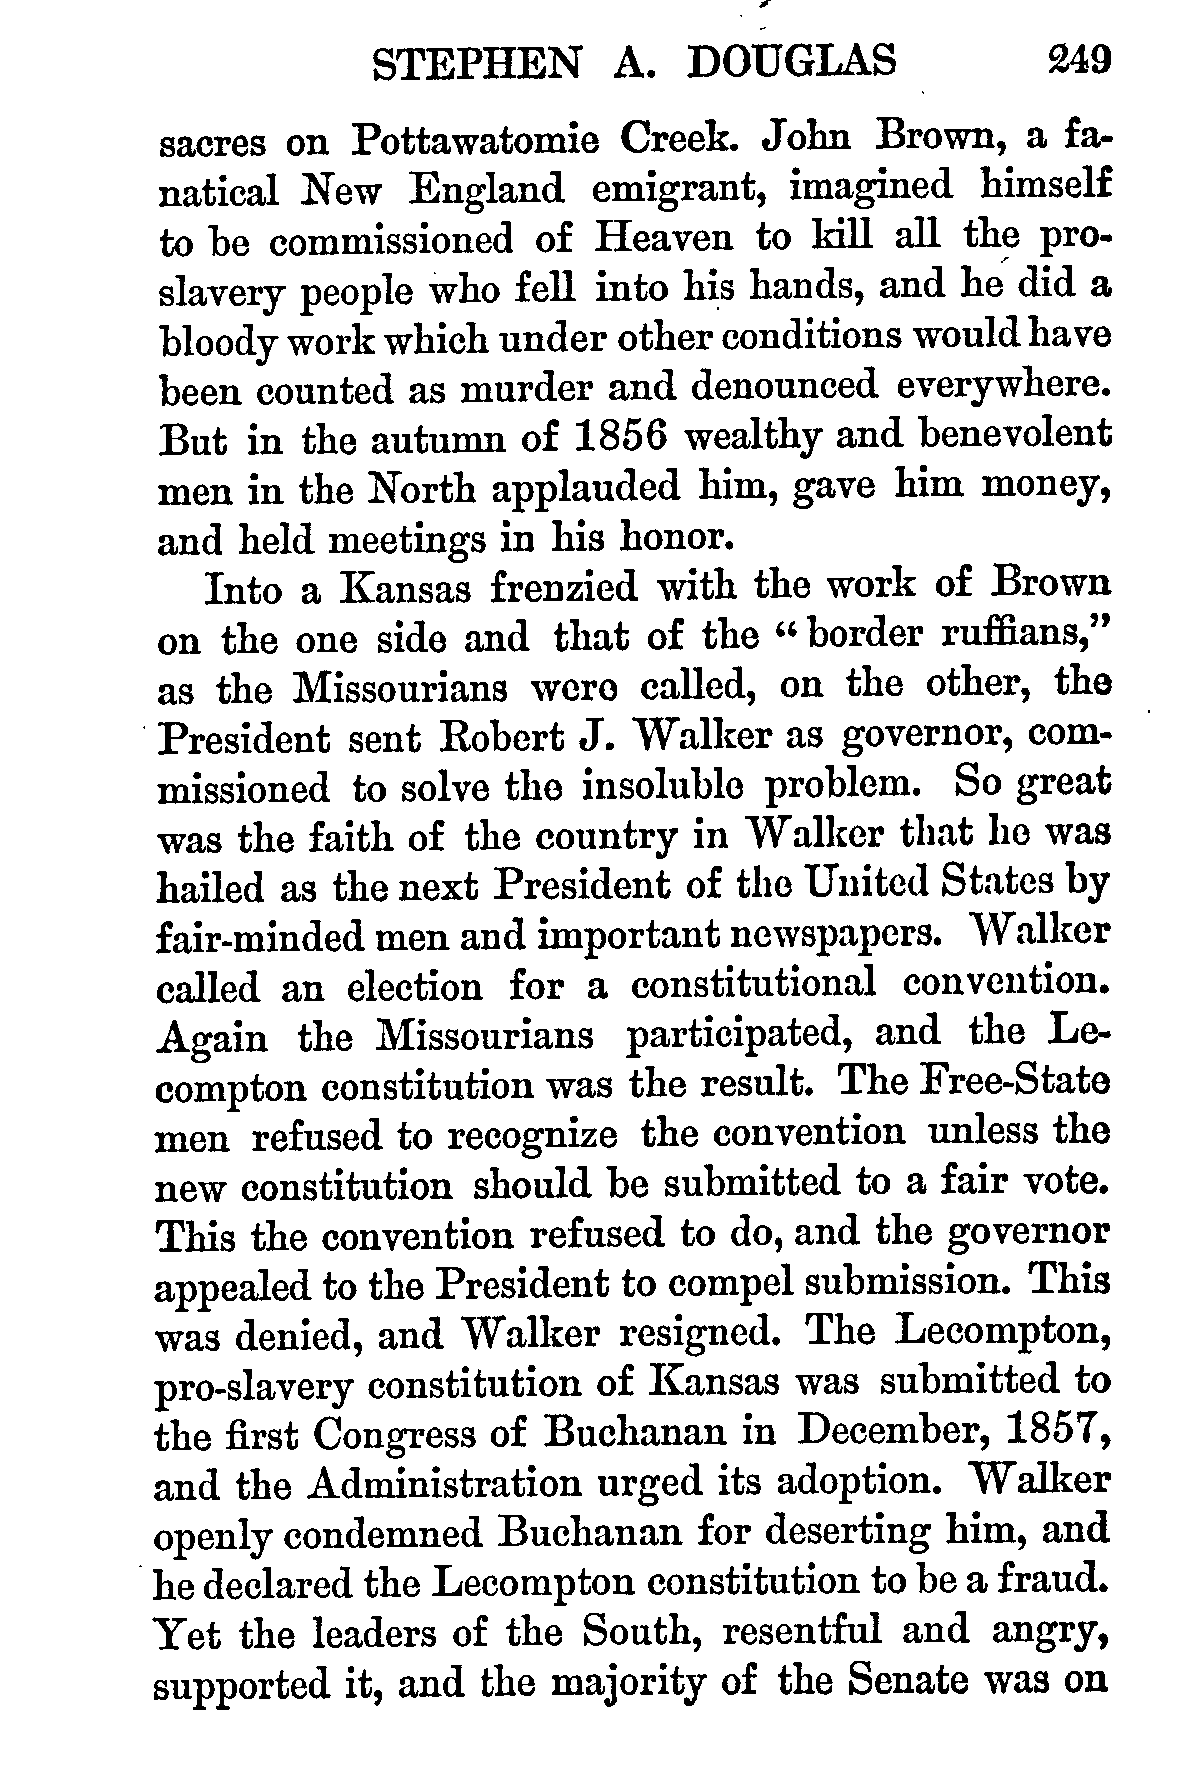 STEPHEN A. DOUGLAS 249
sacres on Pottawatomie Creek. John Brown, a fa-
natical New England emigrant, imagined himself
to be commissioned of Heaven to kill all the pro-
slavery people who fell into his hands, and he did a
bloody work which under other conditions would have
been counted as murder and denounced everywhere.
But in the autumn of 1856 wealthy and benevolent
men in the North applauded him, gave him money,
and held meetings in his honor.
Into a Kansas frenzied with the work of Brown
on the one side and that of the “border ruffians,”
as the Missourians were called, on the other, the
President sent Robert J. Walker as governor, com-
missioned to solve the insoluble problem. So great
was the faith of the country in Walker that he was
hailed as the next President of the United States by
fair-minded men and important newspapers. Walker
called an election for a constitutional convention.
Again the Missourians participated, and the Le-
compton constitution was the result. The Free-State
men refused to recognize the convention unless the
new constitution should be submitted to a fair vote.
This the convention refused to do, and the governor
appealed to the President to compel submission. This
was denied, and Walker resigned. The Lecompton,
pro-slavery constitution of Kansas was submitted to
the first Congress of Buchanan in December, 1857,
and the Administration urged its adoption. Walker
openly condemned Buchanan for deserting him, and
he declared the Lecompton constitution to be a fraud.
Yet the leaders of the South, resentful and angry,
supported it, and the majority of the Senate was on